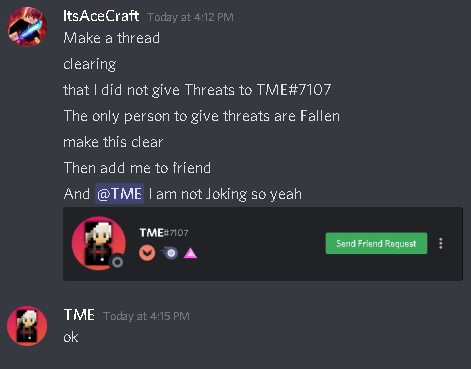 ItsAceCraft Today at 4:12 PM
Make a thread
clearing
that I did not give Threats to TME#7107
The only person to give threats are Fallen
make this clear
Then add me to friend
And @TME I am not Joking so yeah
TME#7107
Send Friend Request
TME Today at 4:15 PM
ok